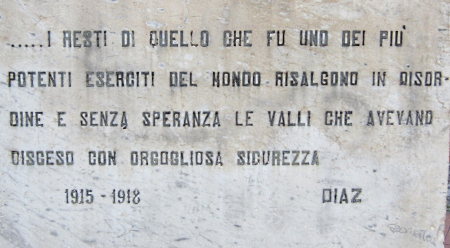 .....I RESTI DI QUELLO CHE FU UNO DEI PIU'
POTENTI ESERCITI DEL MONDO RISALGONO IN DISOR-
DINE E SENZA SPERANZA LE VALLI CHE AVEVANO
DISCESO CON ORGOGLIOSA SICUREZZA
1915-1918 DIAZ